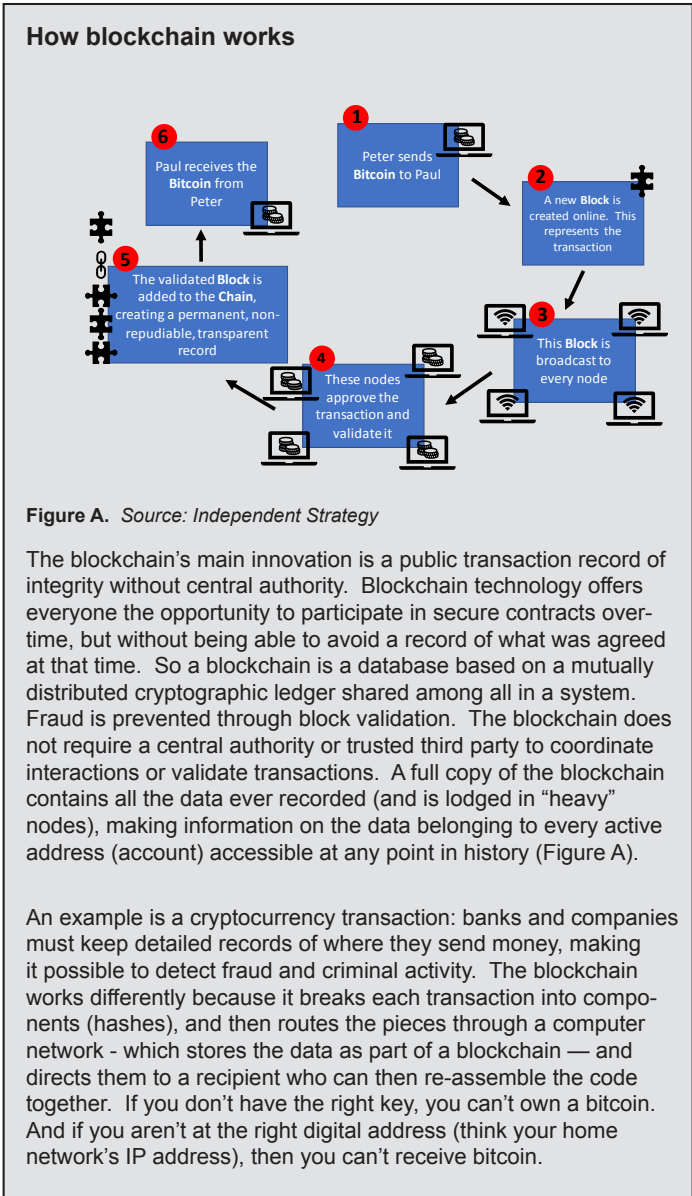 How blockchain works
1
Peter sends
Bitcoin to Paul
2
A new Block is
created online. This
represents the
transaction
3
This Block is
broadcast to
every node
4
These nodes
approve the
transaction and
validate it
5
The validated Block is
added to the Chain,
creating a permanent, non-
repudiable, transparent
record
6
Paul receives the
Bitcoin from
Peter
Figure A. Source: Independent Strategy
The blockchain's main innovation is a public transaction record of
integrity without central authority. Blockchain technology offers
everyone the opportunity to participate in secure contracts over-
time, but without being able to avoid a record of what was agreed
at that time. So a blockchain is a database based on a mutually
distributed cryptographic ledger shared among all in a system.
Fraud is prevented through block validation. The blockchain does
not require a central authority or trusted third party to coordinate
interactions or validate transactions. A full copy of the blockchain
contains all the data ever recorded (and is lodged in “heavy”
nodes), making information on the data belonging to every active
address (account) accessible at any point in history (Figure A).
An example is a cryptocurrency transaction: banks and companies
must keep detailed records of where they send money, making
it possible to detect fraud and criminal activity. The blockchain
works differently because it breaks each transaction into compo-
nents (hashes), and then routes the pieces through a computer
network - which stores the data as part of a blockchain — and
directs them to a recipient who can then re-assemble the code
together. If you don't have the right key, you can't own a bitcoin.
And if you aren't at the right digital address (think your home
network's IP address), then you can't receive bitcoin.